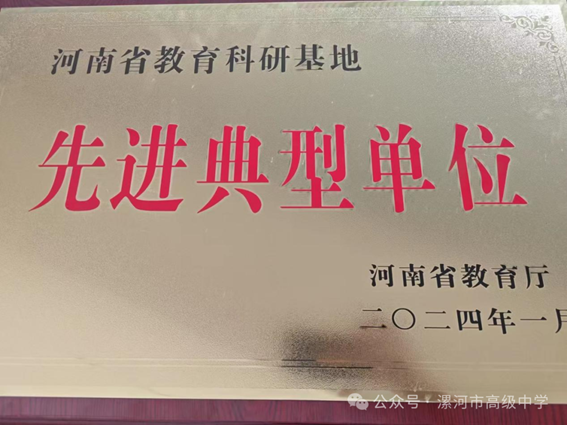 河南省教育科研基地
先进典型单位
河南省教育厅
二〇二四年一月
公众号·漯河市高级中学